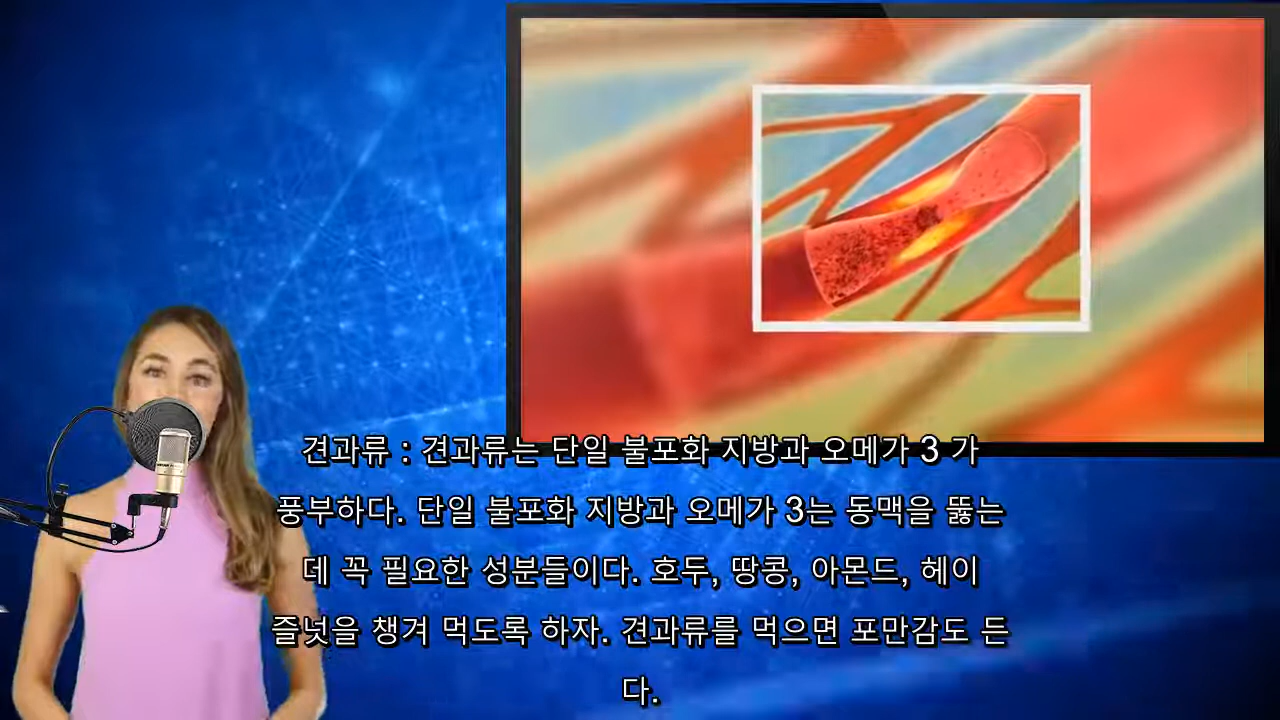 견과류 : 견과류는 단일 불포화 지방과 오메가 3 가
풍부하다. 단일 불포화 지방과 오메가 3는 동맥을 뚫는
데 꼭 필요한 성분들이다. 호두, 땅콩, 아몬드, 헤이
즐넛을 챙겨 먹도록 하자. 견과류를 먹으면 포만감도 든
다.